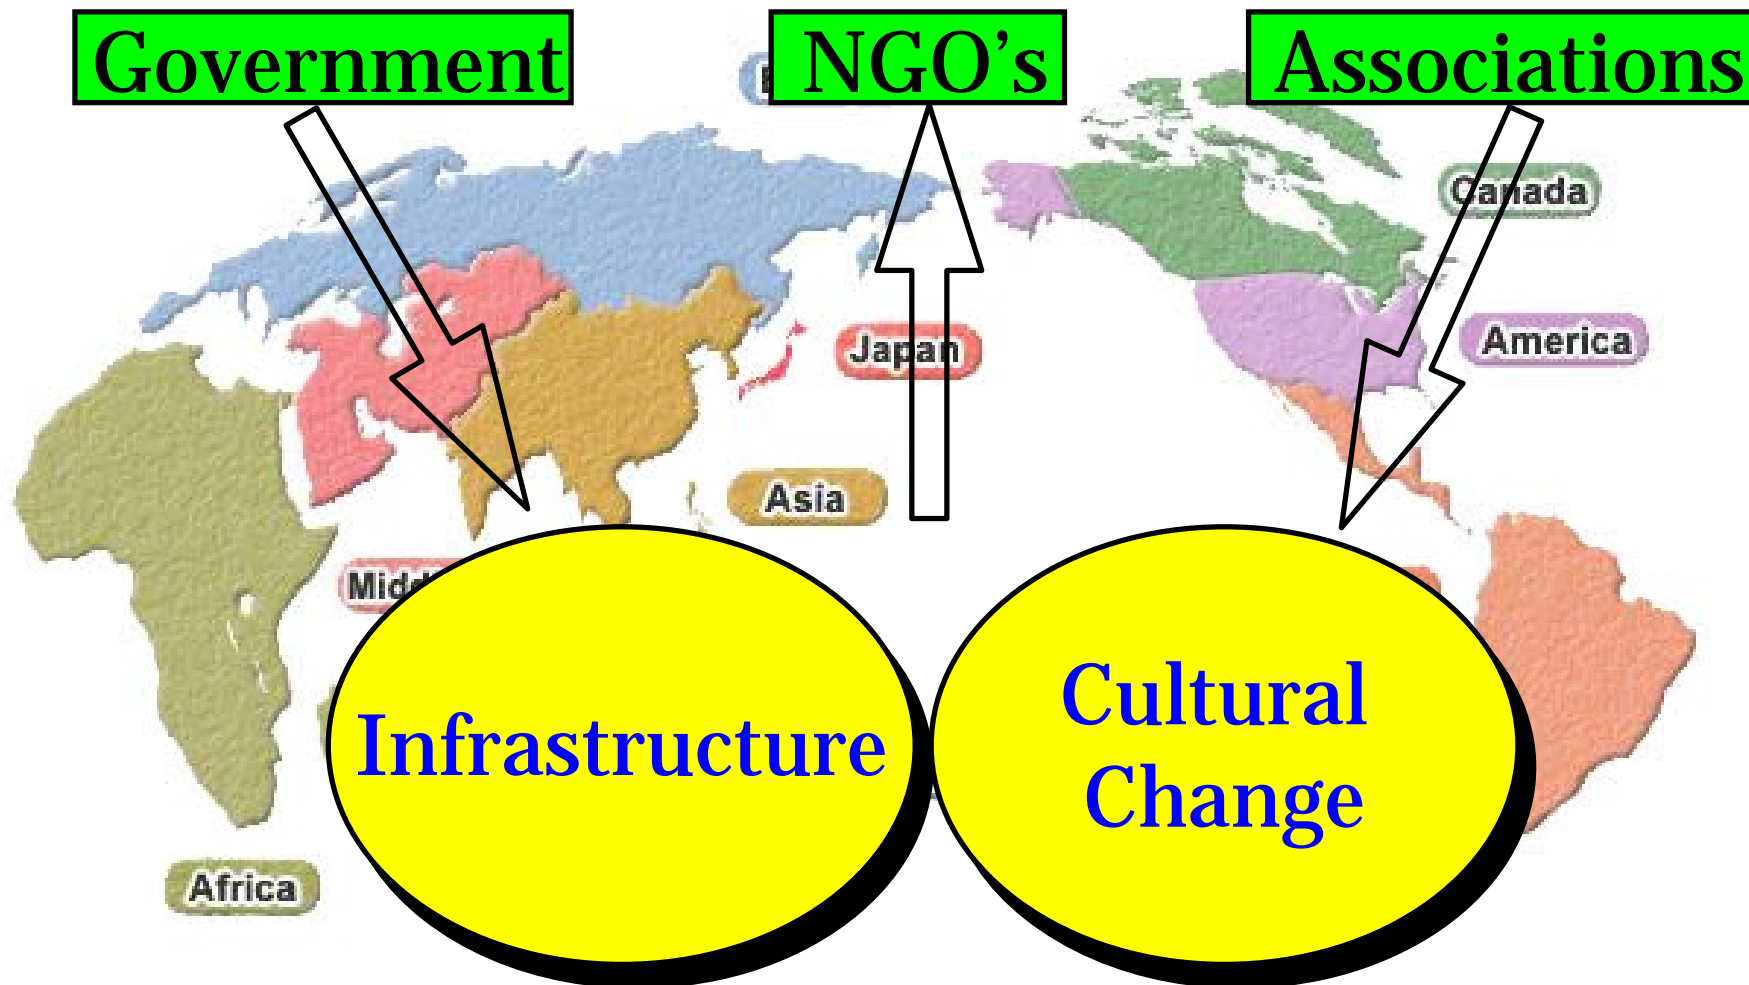 Government
NGO's
Associations
Canada
America
Japan
Asia
Infrastructure
Cultural
Change
Africa